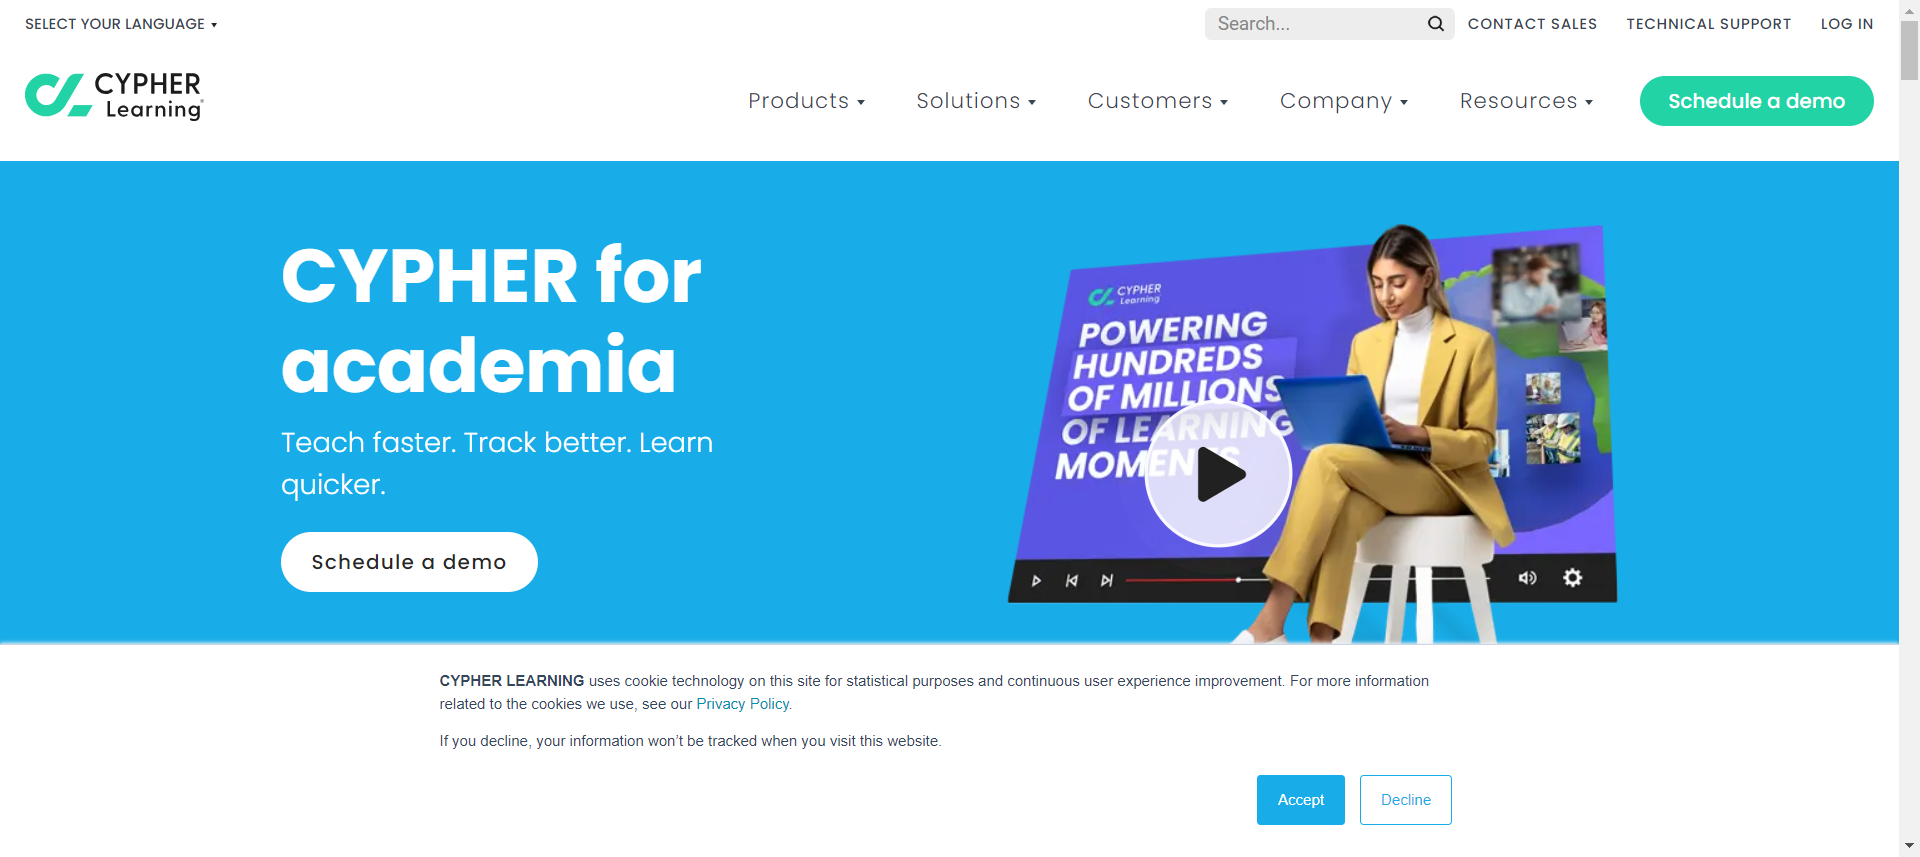 SELECT YOUR LANGUAGE
Search...
CONTACT SALES
TECHNICAL SUPPORT
LOG IN
CYPHER
Learning
Products
Solutions
Customers
Company
Resources
Schedule a demo
CYPHER for
academia
Teach faster. Track better. Learn
quicker.
Schedule a demo
CYPHER
Learning
POWERING
HUNDREDS
OF MILLIONS
OF LEARNING
MOMENTS
CYPHER LEARNING uses cookie technology on this site for statistical purposes and continuous user experience improvement. For more information
related to the cookies we use, see our Privacy Policy.
If you decline, your information won't be tracked when you visit this website.
Accept
Decline